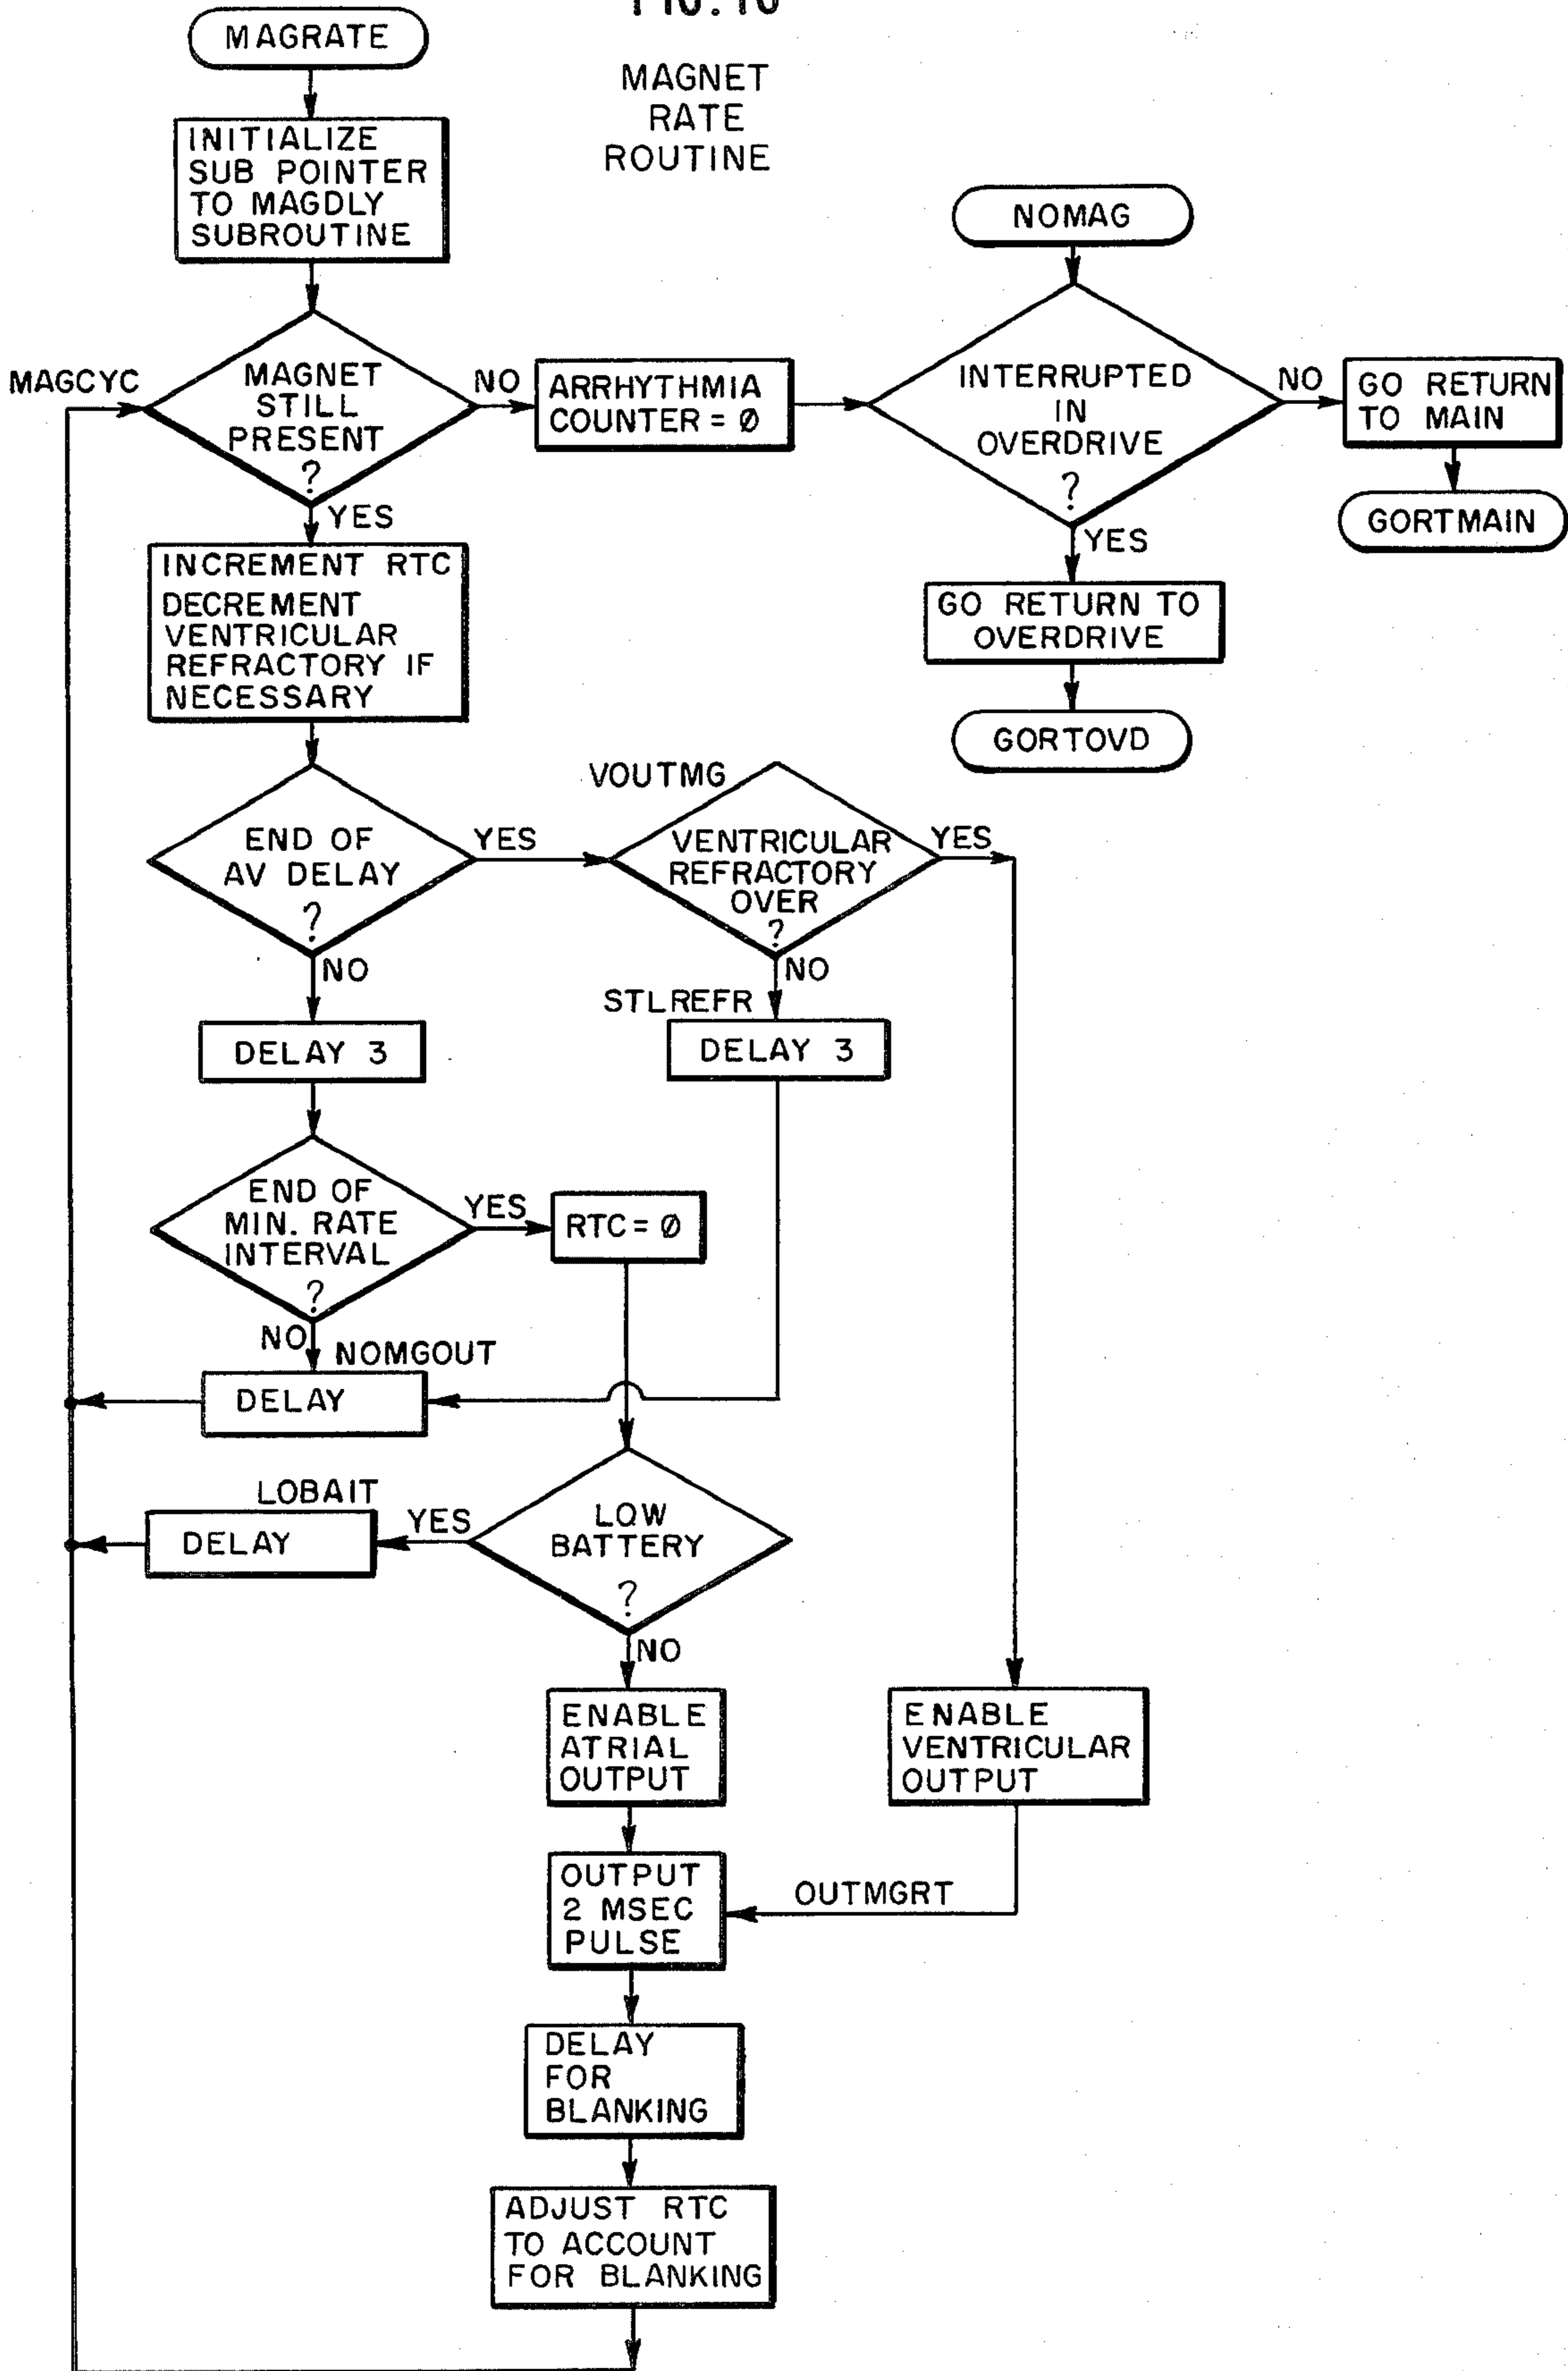 FIG. 10
MAGRATE
MAGNET
RATE
ROUTINE
INITIALIZE
SUB POINTER
TO MAGDLY
SUBROUTINE
NOMAG
MAGCYC
MAGNET
STILL
PRESENT
?
NO
ARRHYTHMIA
COUNTER = Ø
INTERRUPTED
IN
OVERDRIVE
?
NO
GO RETURN
TO MAIN
GORTMAIN
YES
INCREMENT RTC
DECREMENT
VENTRICULAR
REFRACTORY IF
NECESSARY
YES
GO RETURN TO
OVERDRIVE
GORTOVD
END OF
AV DELAY
?
YES
VOUTMG
VENTRICULAR
REFRACTORY
OVER
?
YES
NO
DELAY 3
NO
STLREFR
DELAY 3
END OF
MIN. RATE
INTERVAL
?
YES
RTC = Ø
NO
NOMGOUT
DELAY
LOBAIT
DELAY
YES
LOW
BATTERY
?
NO
ENABLE
ATRIAL
OUTPUT
ENABLE
VENTRICULAR
OUTPUT
OUTPUT
2 MSEC
PULSE
OUTMGRT
DELAY
FOR
BLANKING
ADJUST RTC
TO ACCOUNT
FOR BLANKING